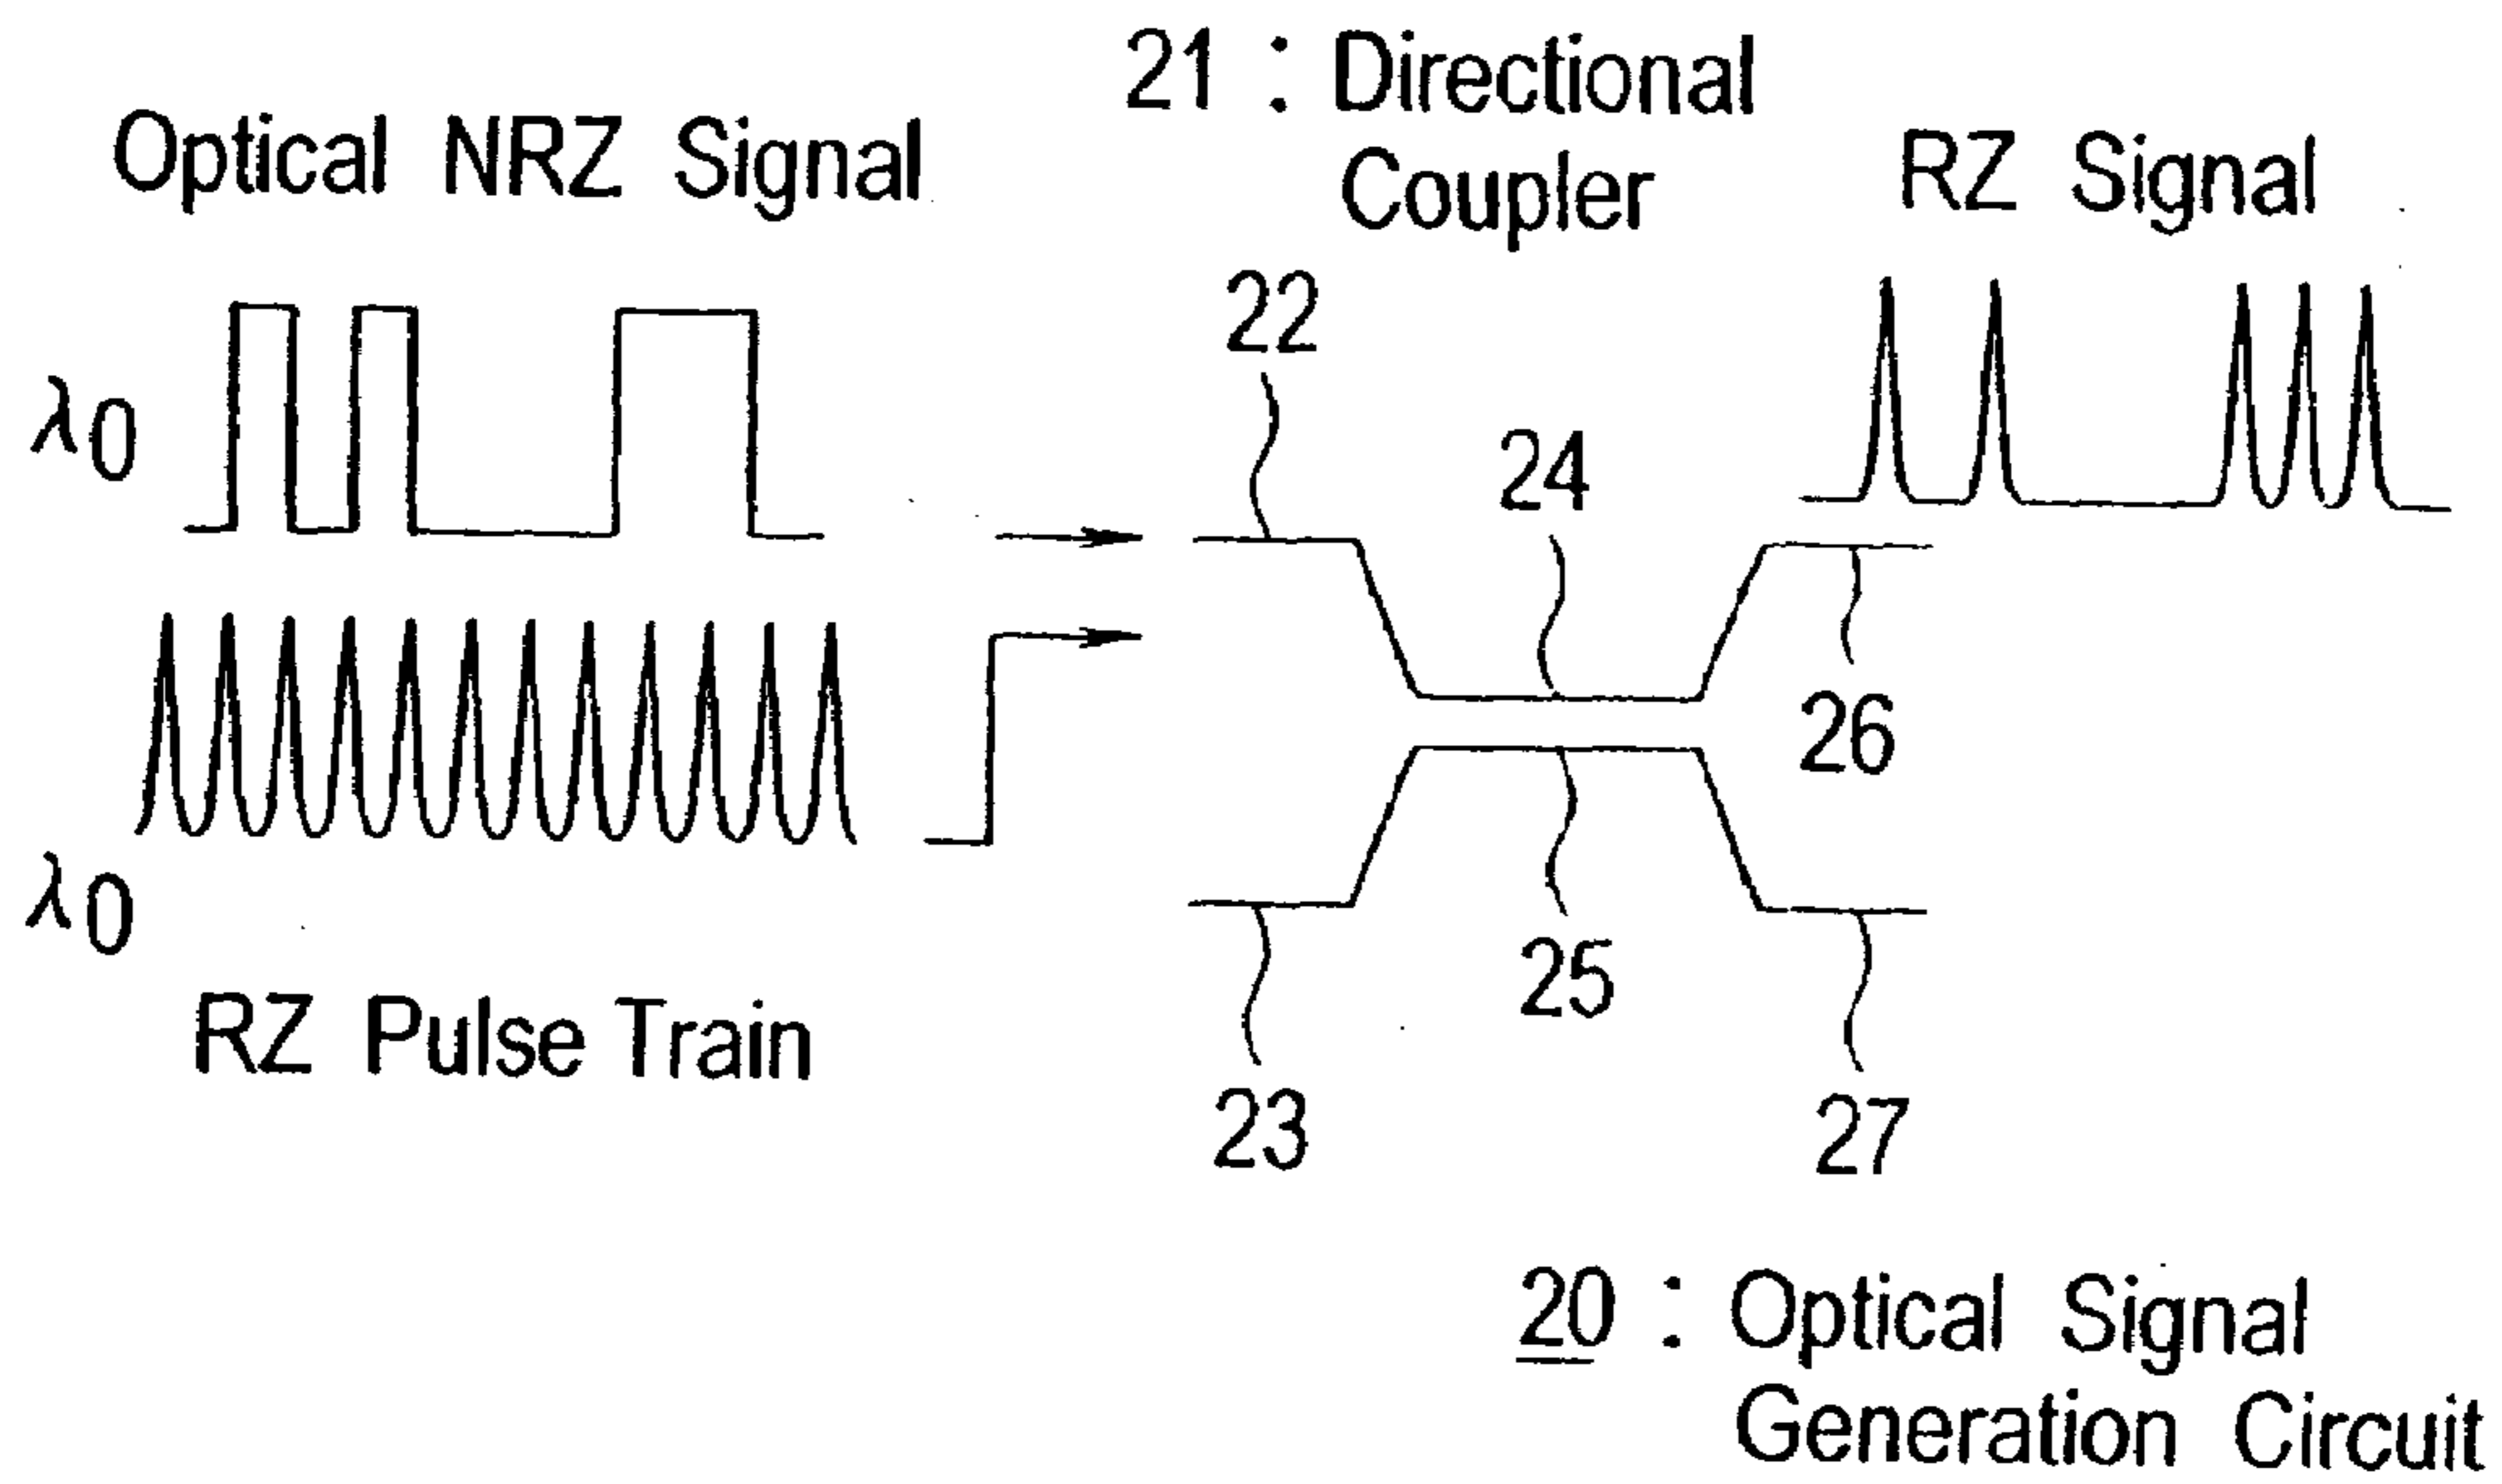 21 : Directional
Coupler
Optical NRZ Signal
RZ Signal
λ0
22
24
26
λ0
25
RZ Pulse Train
23
27
20 : Optical Signal
Generation Circuit